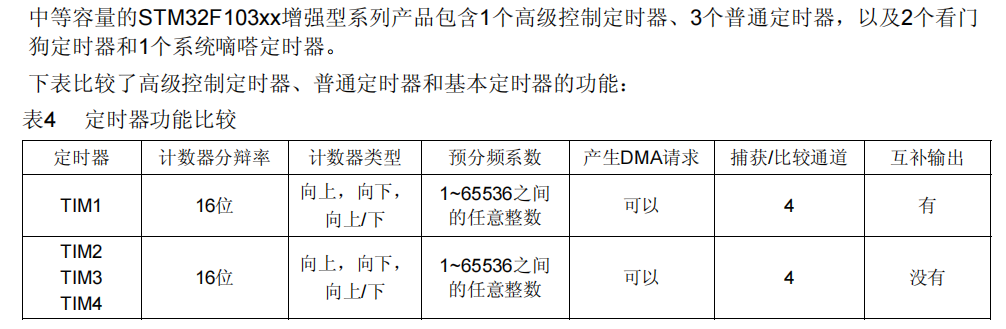 中等容量的STM32F103xx增强型系列产品包含1个高级控制定时器、3个普通定时器，以及2个看门
狗定时器和1个系统嘀嗒定时器。
下表比较了高级控制定时器、普通定时器和基本定时器的功能：
表4 定时器功能比较
定时器 计数器分辩率 计数器类型 预分频系数 产生DMA请求 捕获/比较通道 互补输出
TIM1 16位 向上，向下， 1~65536之间 可以 4 有
向上/下 的任意整数
TIM2
TIM3 16位 向上，向下， 1~65536之间 可以 4 没有
向上/下 的任意整数
TIM4